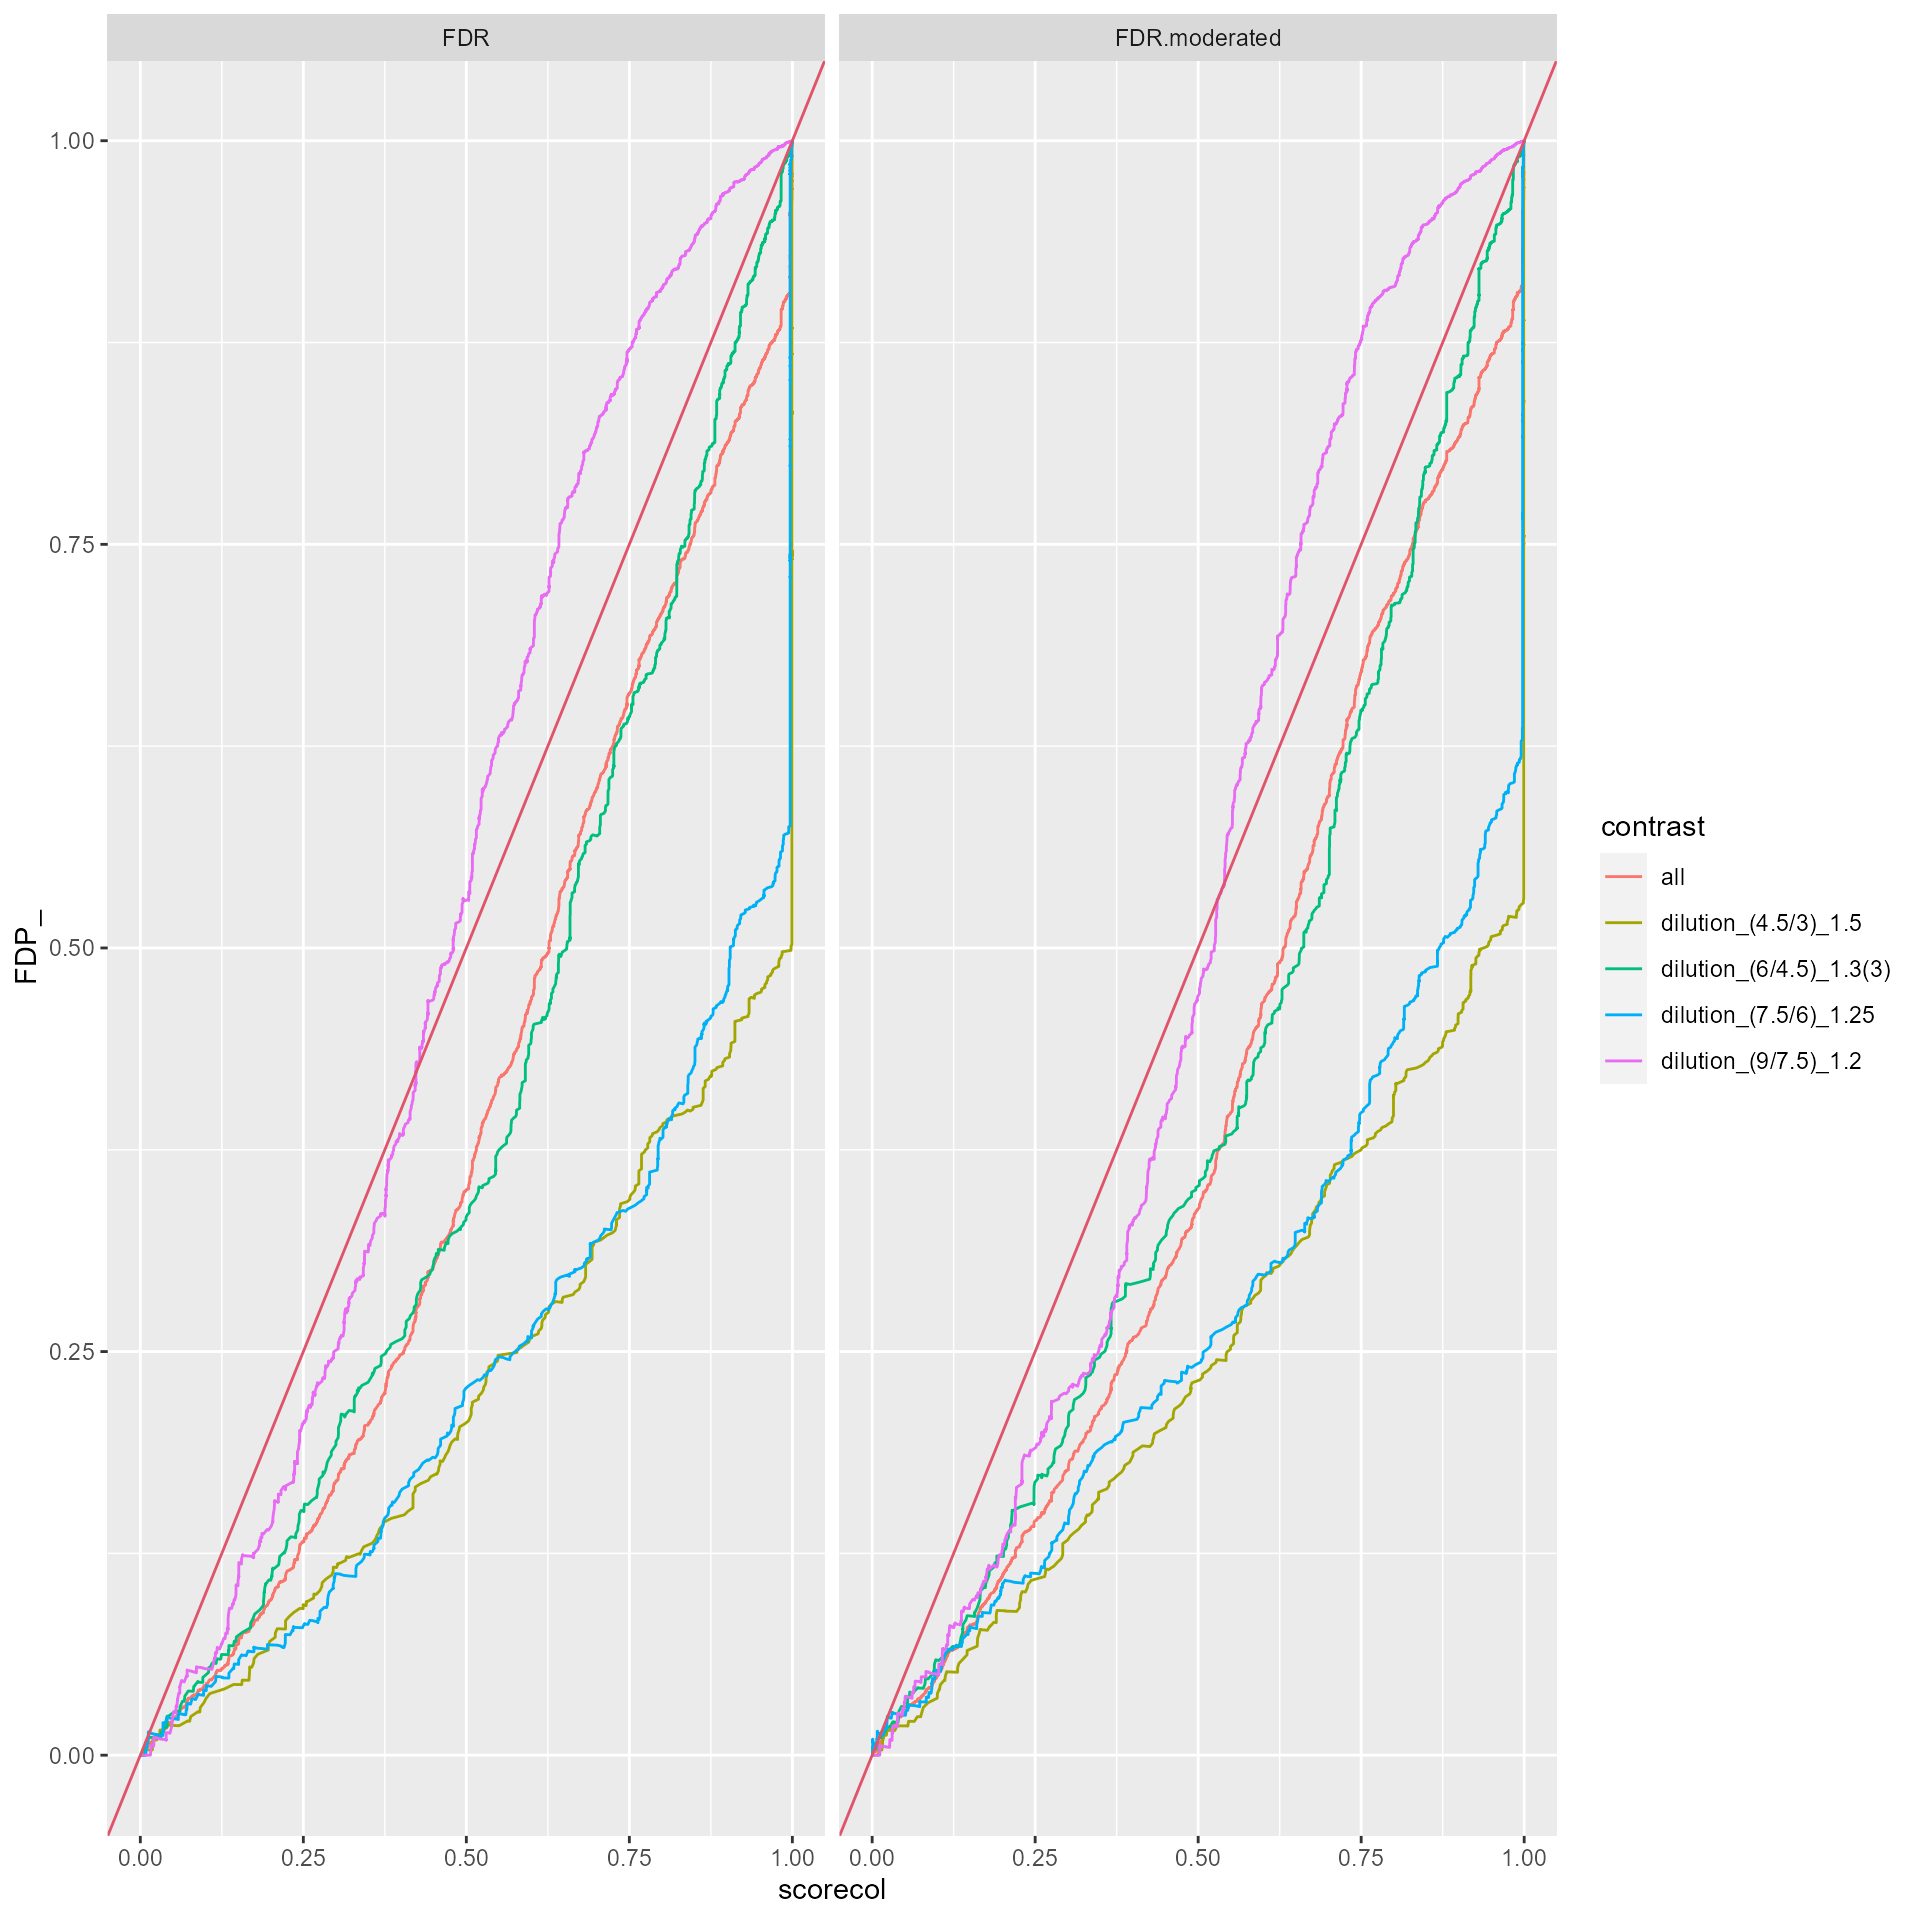 FDR
FDR.moderated
1.00
0.75
0.50
0.25
0.00
FDP_
0.00 0.25 0.50 0.75 1.00
0.00 0.25 0.50 0.75 1.00
scorecol
contrast
all
dilution_(4.5/3)_1.5
dilution_(6/4.5)_1.3(3)
dilution_(7.5/6)_1.25
dilution_(9/7.5)_1.2